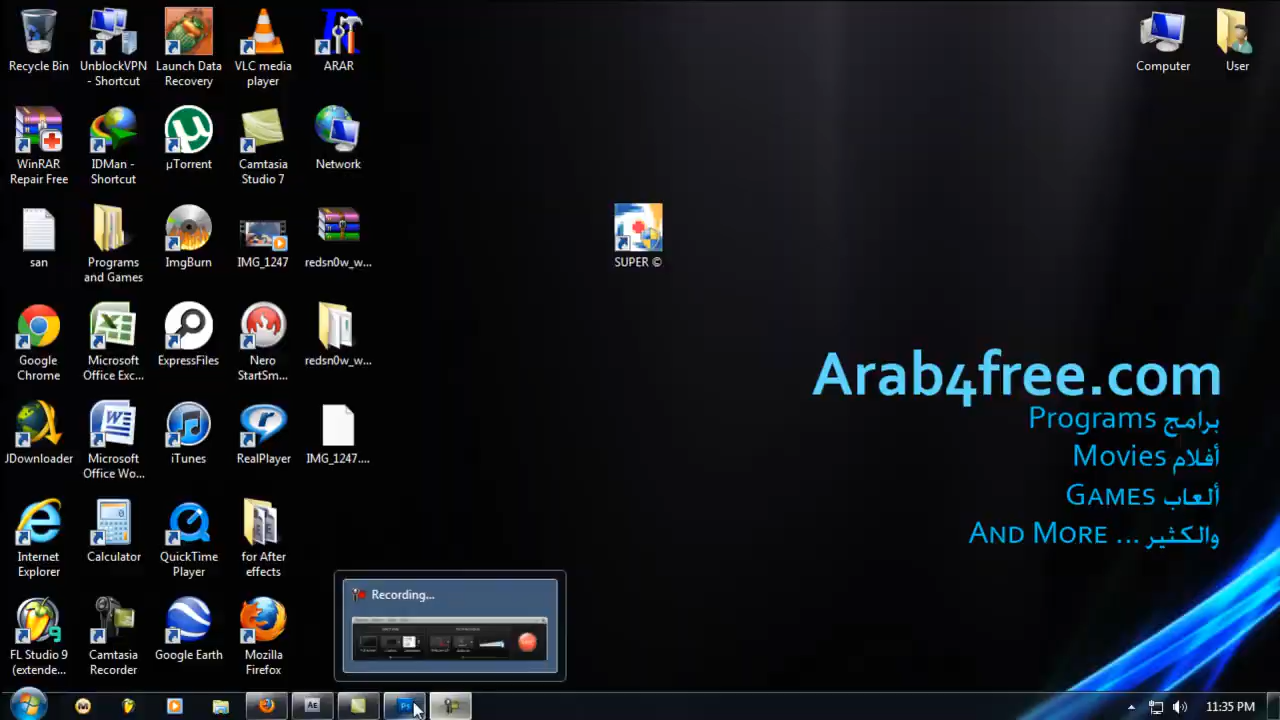 Recycle Bin
UnblockVPN - Shortcut
Launch Data Recovery
VLC media player
ARAR
Computer
User
WinRAR Repair Free
IDMan - Shortcut
µTorrent
Camtasia Studio 7
Network
san
Programs and Games
ImgBurn
IMG_1247
redsn0w_w...
SUPER ©
Google Chrome
Microsoft Office Exc...
ExpressFiles
Nero StartSm...
redsn0w_w...
JDownloader
Microsoft Office Wo...
iTunes
RealPlayer
IMG_1247....
Arab4free.com
Programs برامج
Movies أفلام
Games ألعاب
And More ... والكثير
Internet Explorer
Calculator
QuickTime Player
for After effects
FL Studio 9 (extende...
Camtasia Recorder
Google Earth
Mozilla Firefox
Recording...
Ae
Ps
11:35 PM